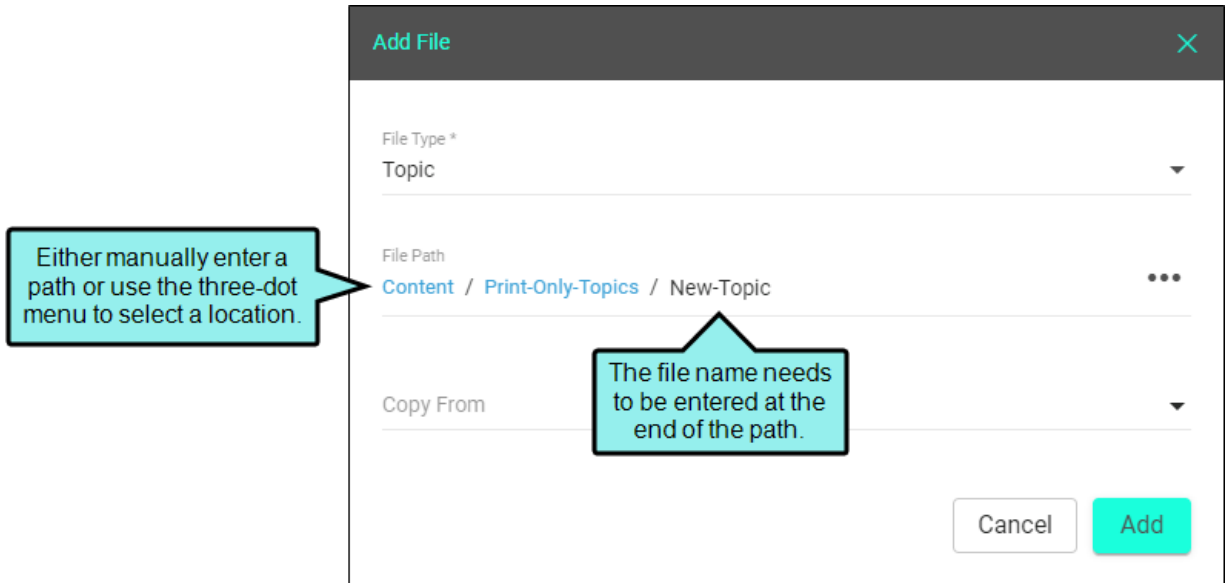 Add File
File Type *
Topic
Either manually enter a
path or use the three-dot
menu to select a location.
File Path
Content / Print-Only-Topics / New-Topic
The file name needs
to be entered at the
end of the path.
Copy From
Cancel
Add